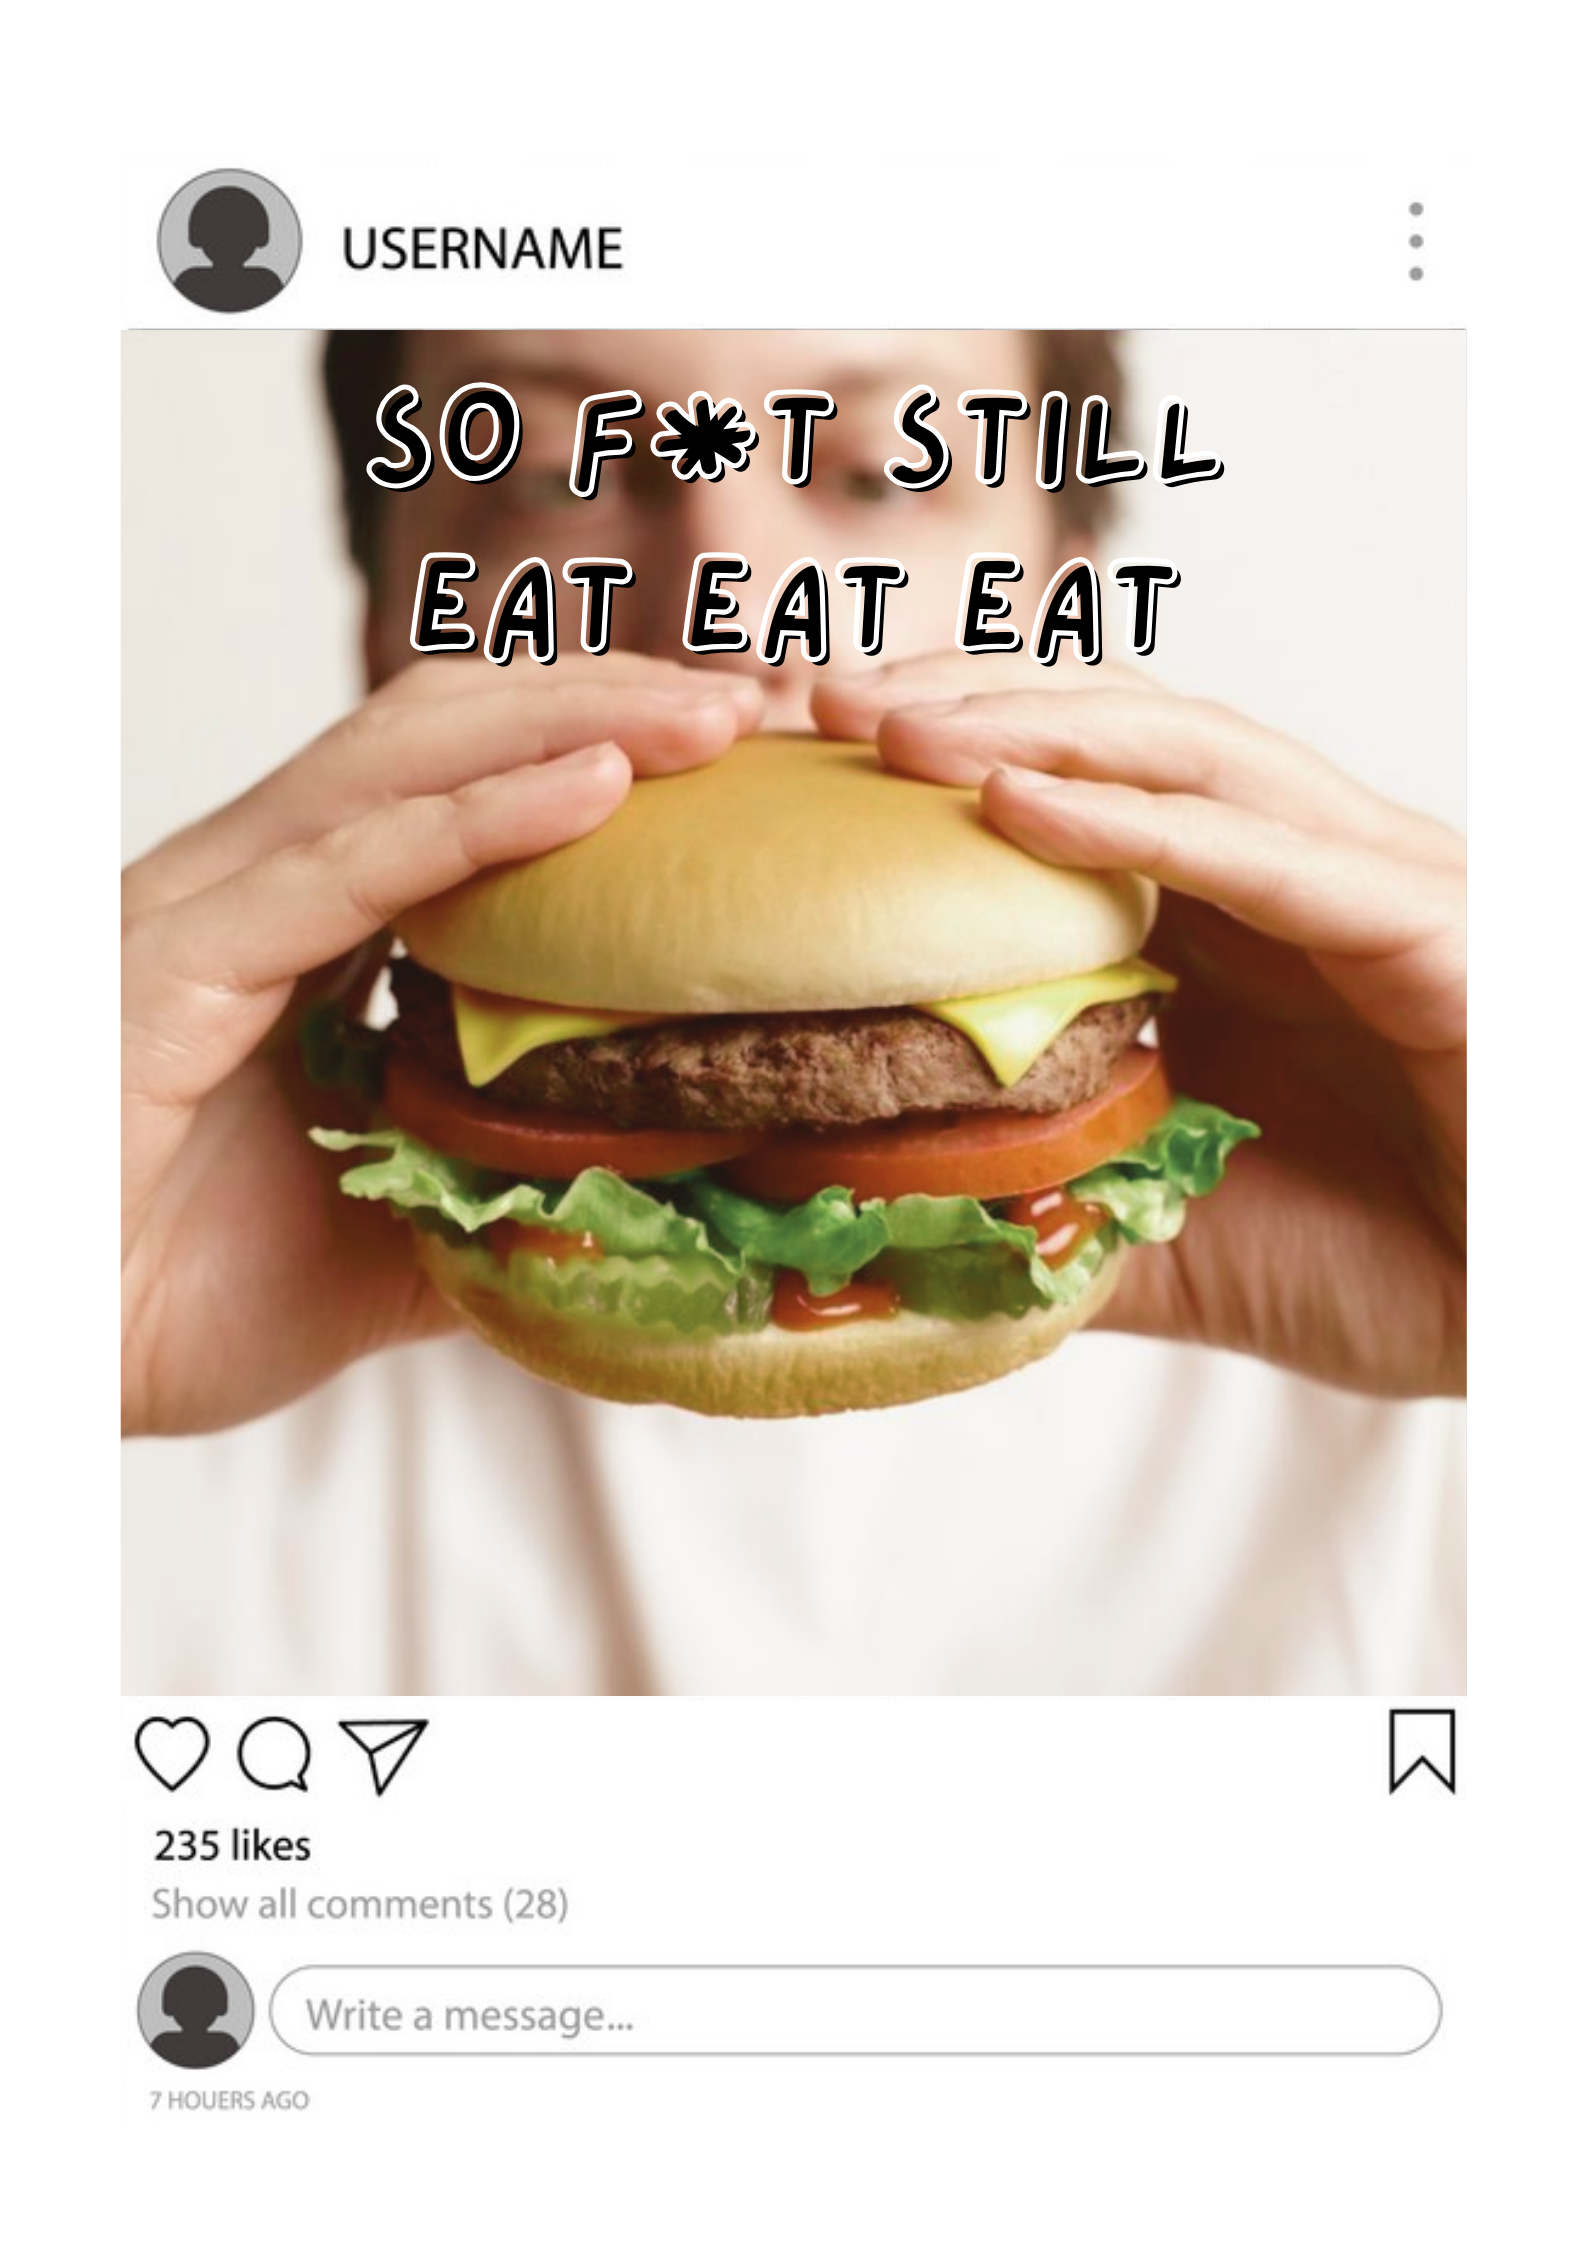 USERNAME
SO F*T STILL
EAT EAT EAT
235 likes
Show all comments (28)
Write a message...
7 HOUERS AGO